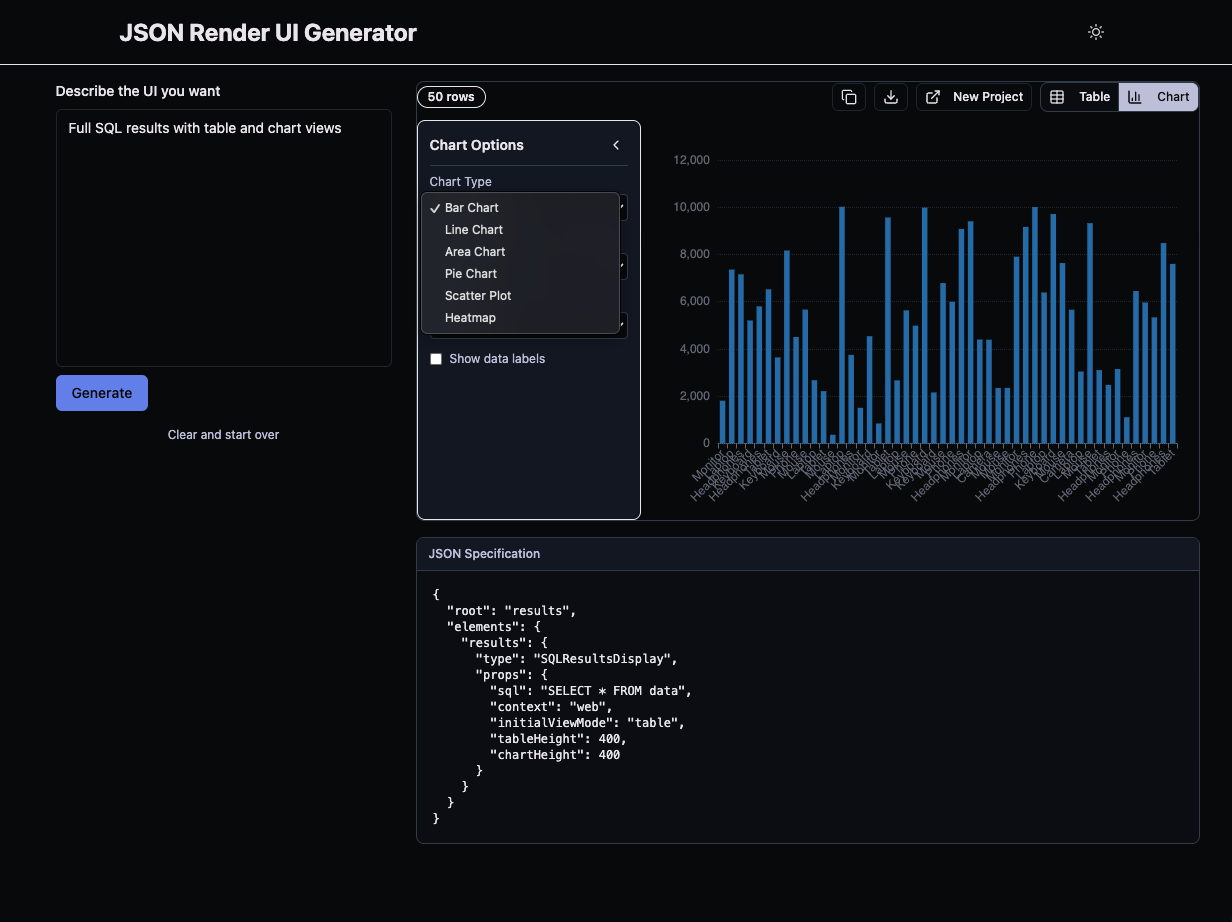 JSON Render UI Generator
Describe the UI you want
Full SQL results with table and chart views
Generate
Clear and start over
50 rows
New Project
Table
Chart
Chart Options
Chart Type
Bar Chart
Line Chart
Area Chart
Pie Chart
Scatter Plot
Heatmap
Show data labels
12,000
10,000
8,000
6,000
4,000
2,000
0
Monitor
Tablet
JSON Specification
{
"root": "results",
"elements": {
"results": {
"type": "SQLResultsDisplay",
"props": {
"sql": "SELECT * FROM data",
"context": "web",
"initialViewMode": "table",
"tableHeight": 400,
"chartHeight": 400
}
}
}
}